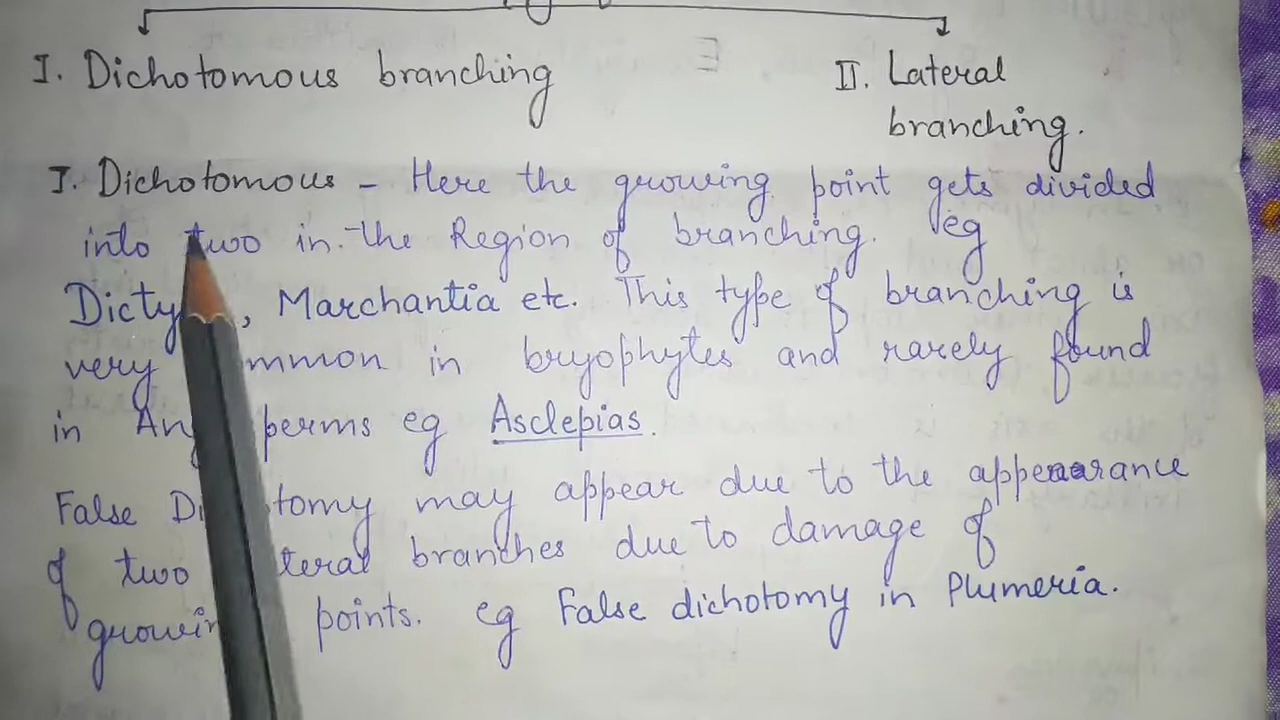 I. Dichotomous branching
II. Lateral
branching.
I. Dichotomous - Here the growing point gets divided
into two in the Region of branching. eg
Dicty , Marchantia etc. This type of branching is
very mmon in bryophytes and rarely found
in An perms eg Asclepias.
False Di tomy may appear due to the appearance
of two teral branches due to damage of
growin points. eg False dichotomy in Plumeria.